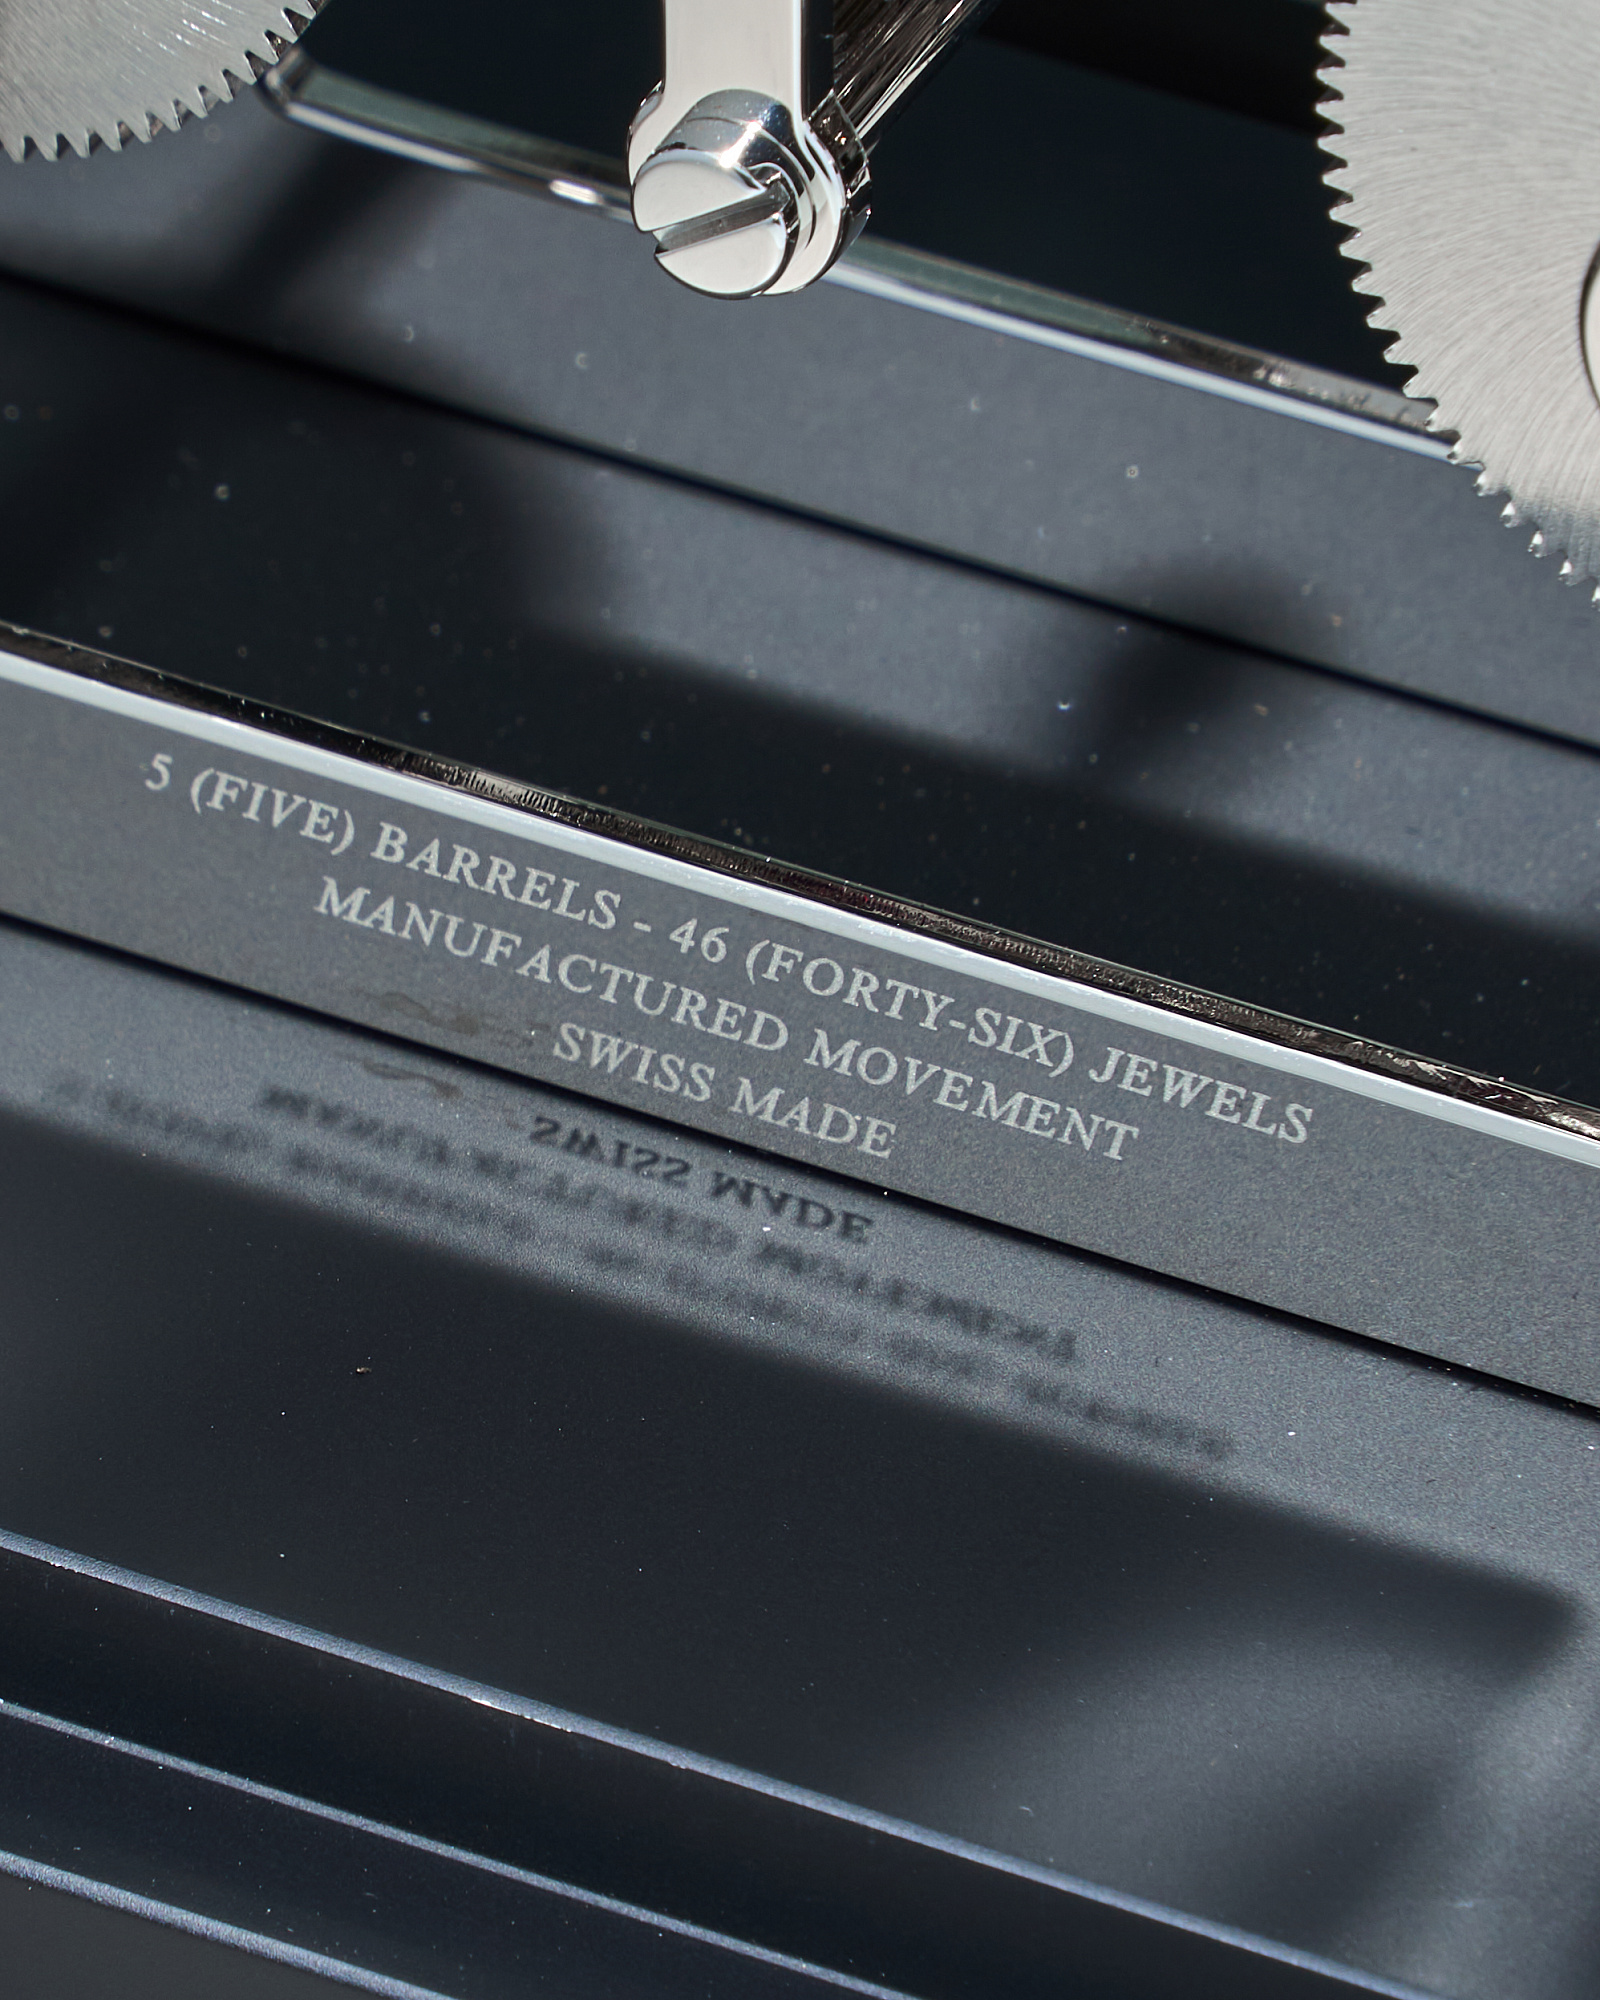 5 (FIVE) BARRELS - 46 (FORTY-SIX) JEWELS
MANUFACTURED MOVEMENT
SWISS MADE